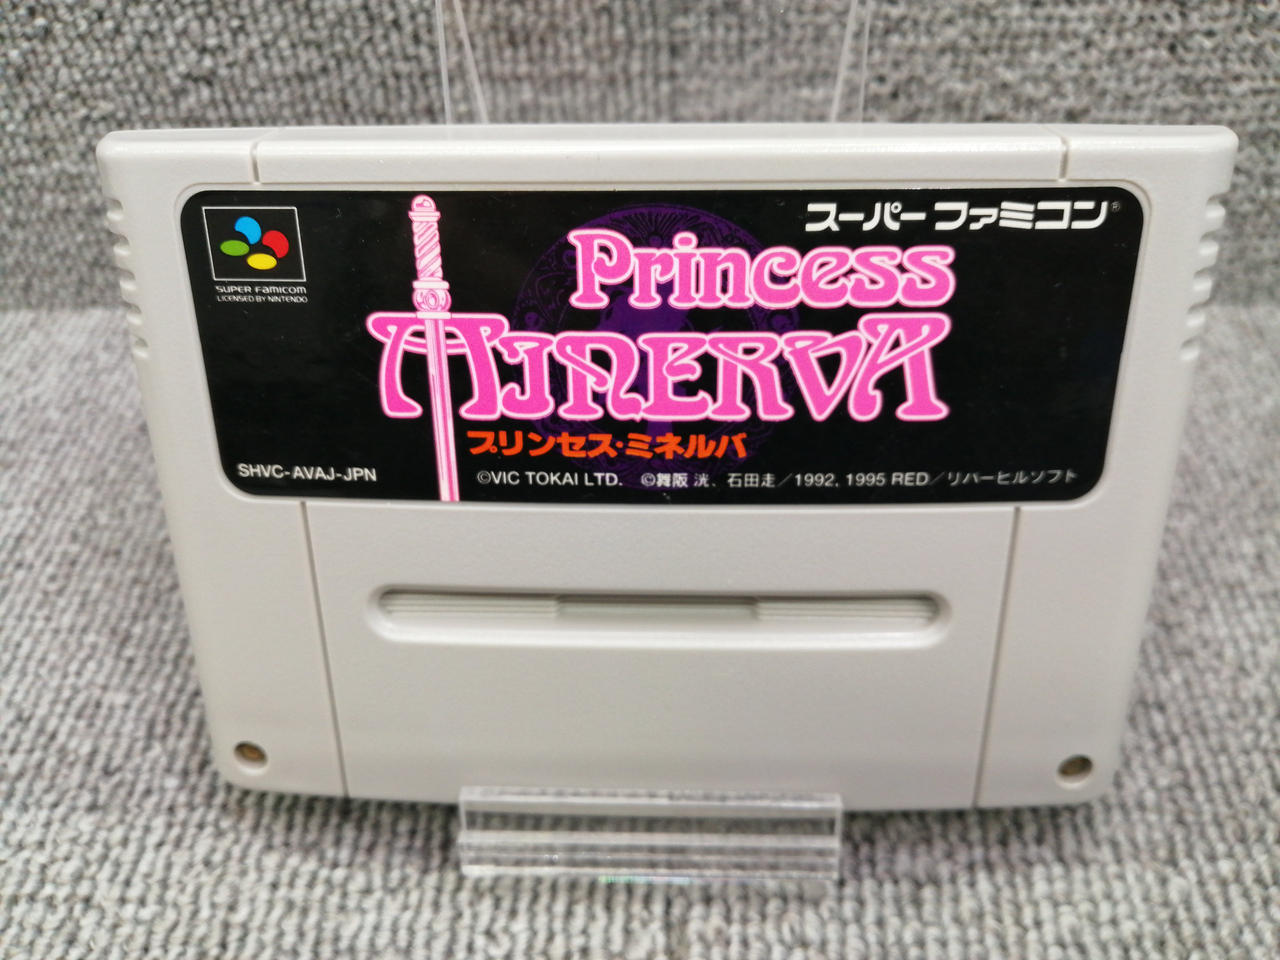 スーパーファミコン®
SUPER FAMICOM
LICENSED BY NINTENDO
Princess
MINERVA
プリンセス・ミネルバ
SHVC-AVAJ-JPN
©VIC TOKAI LTD. ©舞阪 洸、石田走／1992, 1995 RED／リバーヒルソフト